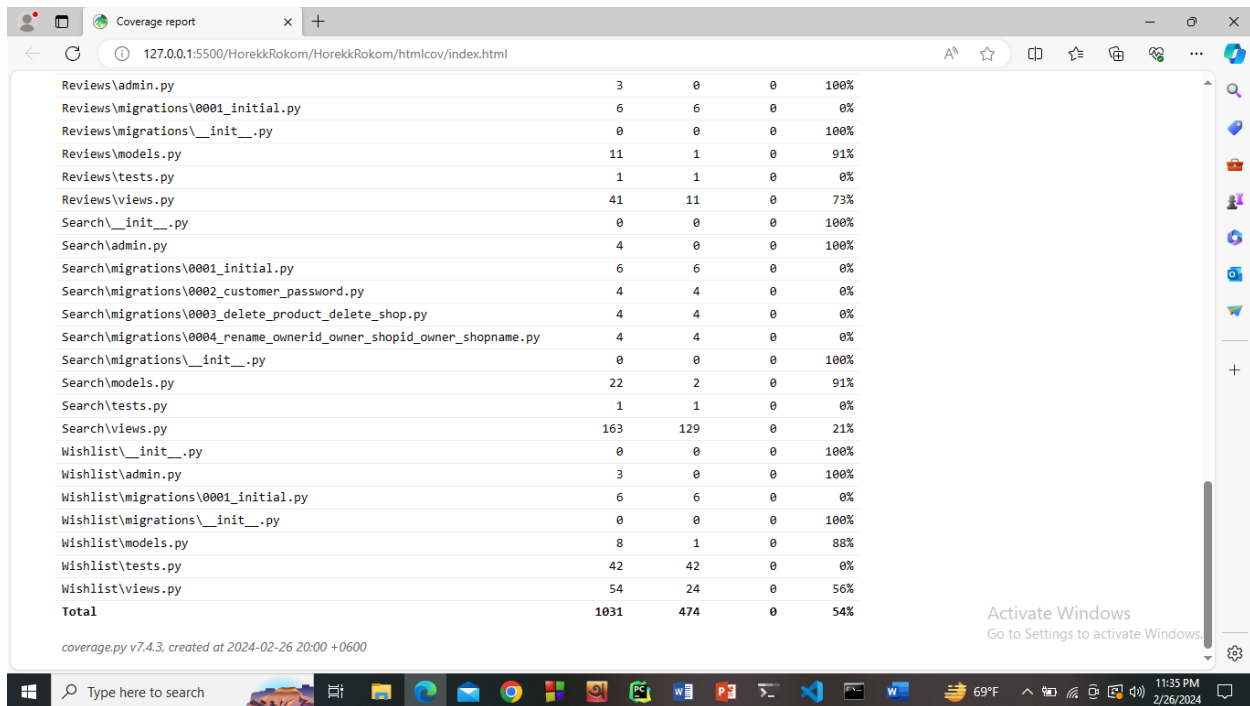 Coverage report
127.0.0.1:5500/HorekkRokom/HorekkRokom/htmlcov/index.html
Reviews\admin.py 3 0 0 100%
Reviews\migrations\0001_initial.py 6 6 0 0%
Reviews\migrations\__init__.py 0 0 0 100%
Reviews\models.py 11 1 0 91%
Reviews\tests.py 1 1 0 0%
Reviews\views.py 41 11 0 73%
Search\__init__.py 0 0 0 100%
Search\admin.py 4 0 0 100%
Search\migrations\0001_initial.py 6 6 0 0%
Search\migrations\0002_customer_password.py 4 4 0 0%
Search\migrations\0003_delete_product_delete_shop.py 4 4 0 0%
Search\migrations\0004_rename_ownerid_owner_shopid_owner_shopname.py 4 4 0 0%
Search\migrations\__init__.py 0 0 0 100%
Search\models.py 22 2 0 91%
Search\tests.py 1 1 0 0%
Search\views.py 163 129 0 21%
Wishlist\__init__.py 0 0 0 100%
Wishlist\admin.py 3 0 0 100%
Wishlist\migrations\0001_initial.py 6 6 0 0%
Wishlist\migrations\__init__.py 0 0 0 100%
Wishlist\models.py 8 1 0 88%
Wishlist\tests.py 42 42 0 0%
Wishlist\views.py 54 24 0 56%
Total 1031 474 0 54%
Activate Windows
Go to Settings to activate Windows.
coverage.py v7.4.3, created at 2024-02-26 20:00 +0600
Type here to search
69°F
11:35 PM
2/26/2024